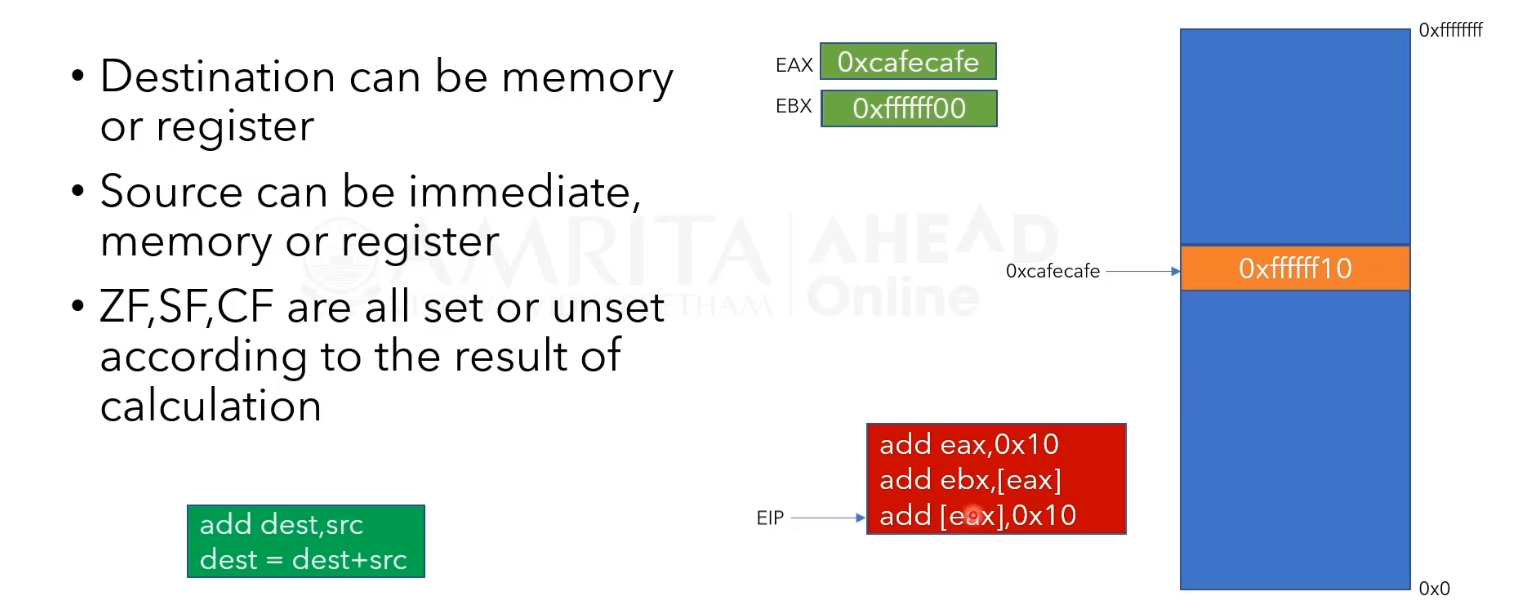 • Destination can be memory
or register
• Source can be immediate,
memory or register
• ZF,SF,CF are all set or unset
according to the result of
calculation
add dest,src
dest = dest+src
EAX 0xcafecafe
EBX 0xffffff00
0xffffffff
0xcafecafe
0xffffff10
add eax,0x10
add ebx,[eax]
EIP
add [eax],0x10
0x0
AMRITA
AHEAD
Online